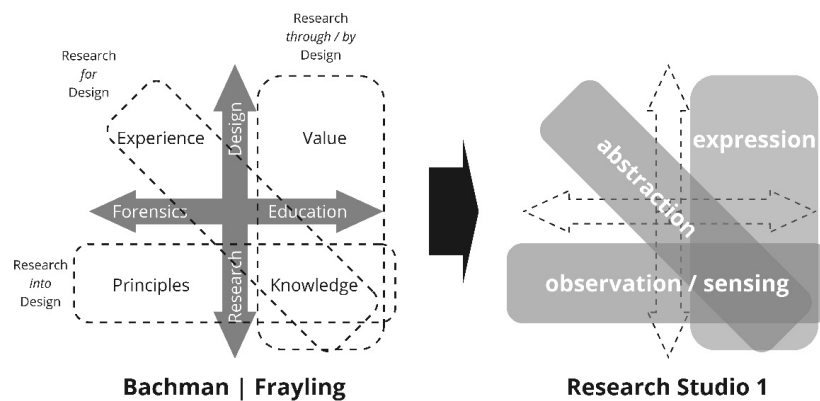 Research
through / by
Design
Research
for
Design
Experience
Design
Value
expression
abstraction
Forensics
Education
Research
into
Design
Principles
Research
Knowledge
observation / sensing
Bachman | Frayling
Research Studio 1